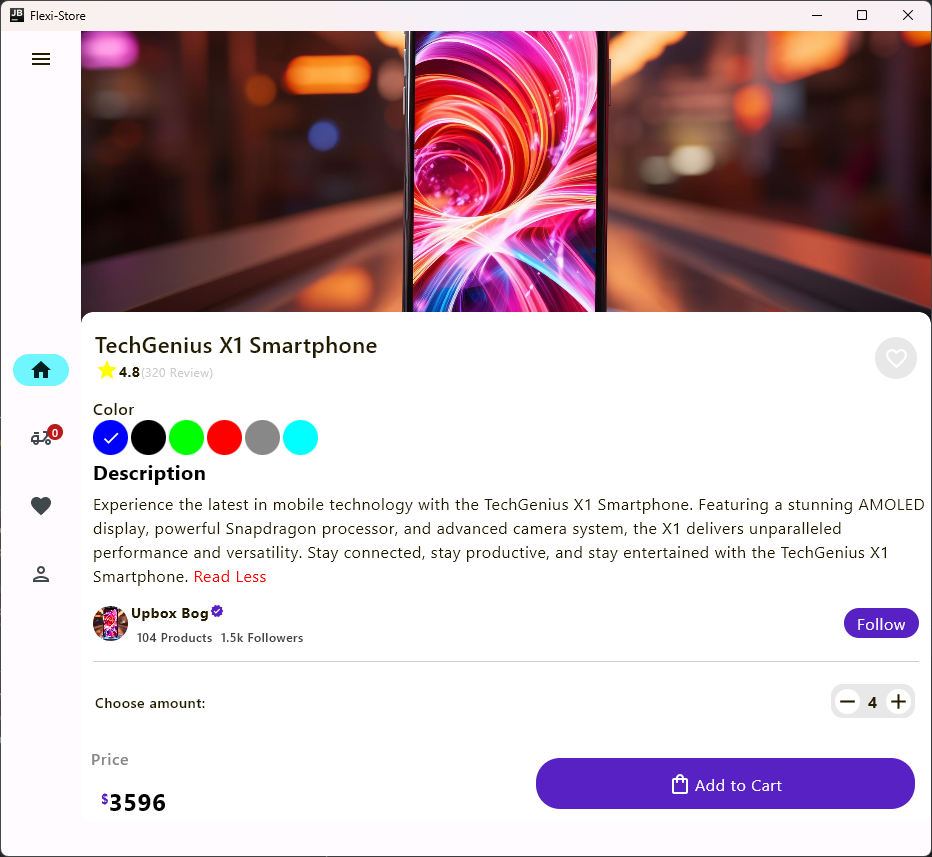 JB
Flexi-Store
TechGenius X1 Smartphone
4.8(320 Review)
Color
0
Description
Experience the latest in mobile technology with the TechGenius X1 Smartphone. Featuring a stunning AMOLED
display, powerful Snapdragon processor, and advanced camera system, the X1 delivers unparalleled
performance and versatility. Stay connected, stay productive, and stay entertained with the TechGenius X1
Smartphone. Read Less
Upbox Bog
104 Products 1.5k Followers
Follow
Choose amount:
4
Price
$3596
Add to Cart